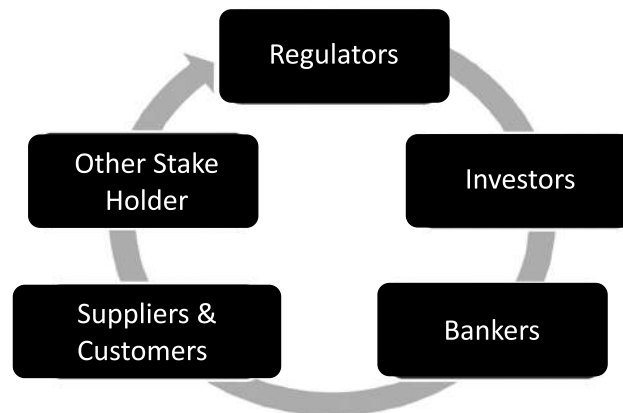 Regulators
Investors
Bankers
Suppliers &
Customers
Other Stake
Holder